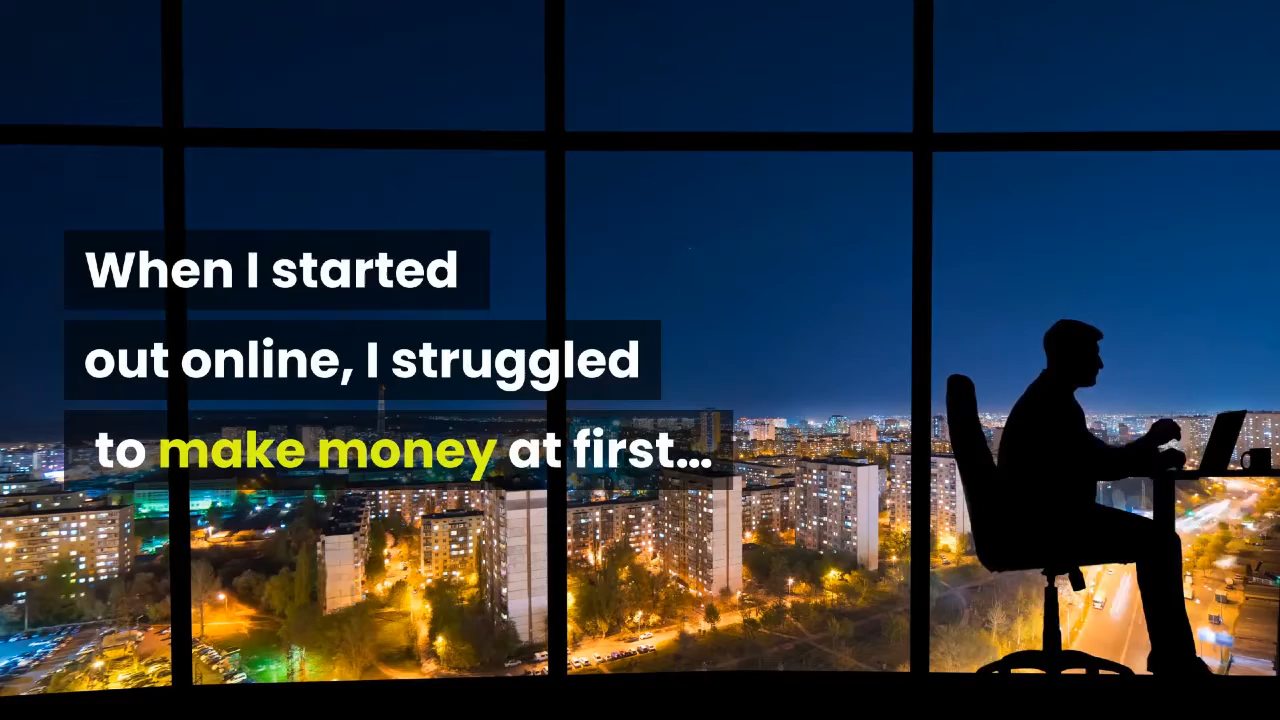 When I started
out online, I struggled
to make money at first...